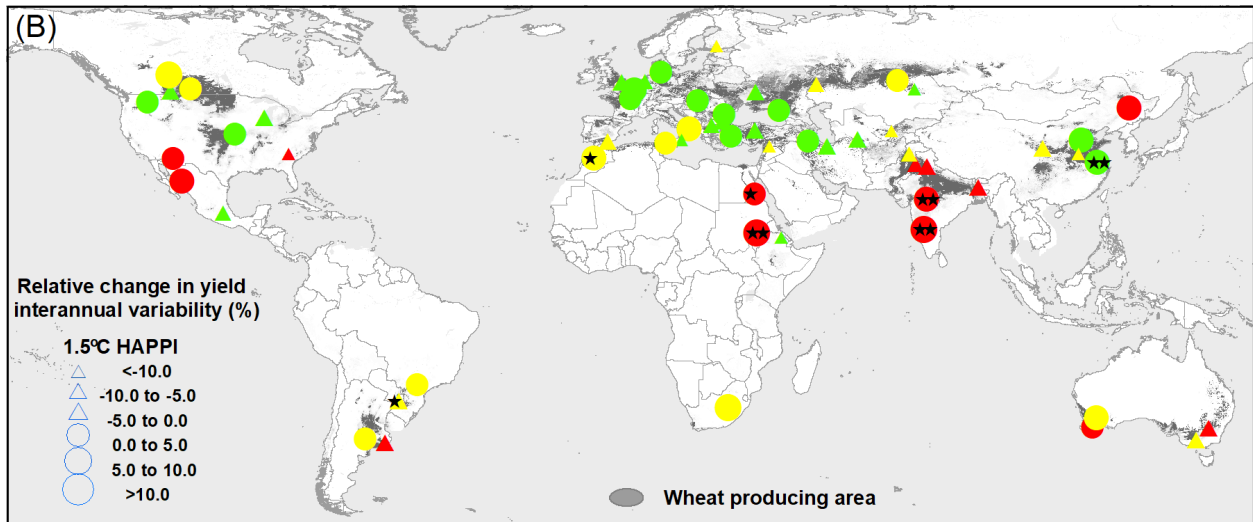 (B)
Relative change in yield
interannual variability (%)
1.5ºC HAPPI
<-10.0
-10.0 to -5.0
-5.0 to 0.0
0.0 to 5.0
5.0 to 10.0
>10.0
Wheat producing area